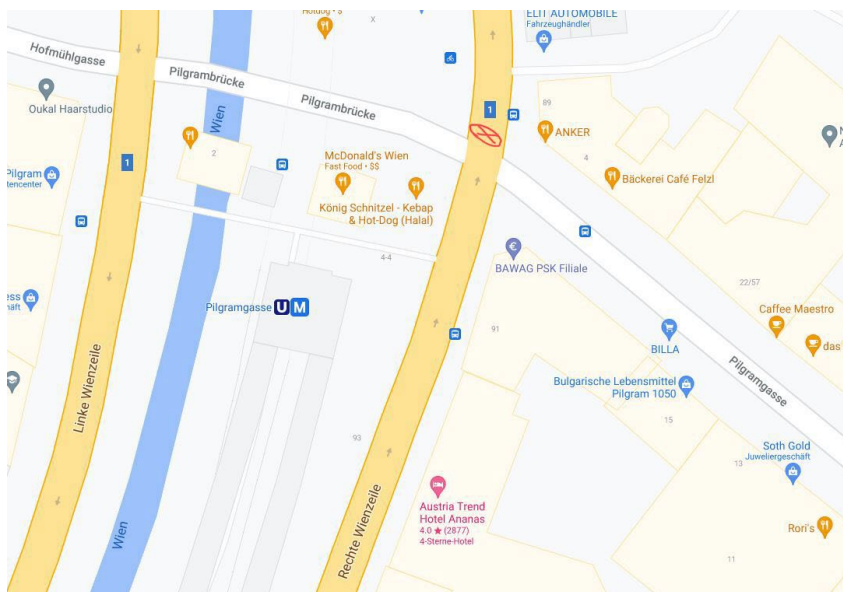 Hotdog • $
X
ELIT AUTOMOBILE
Fahrzeughändler
Hofmühlgasse
Pilgrambrücke
Pilgrambrücke
Oukal Haarstudio
Wien
1
89
ANKER
2
4
McDonald's Wien
Fast Food • $$
Bäckerei Café Felzl
Pilgram
tencenter
1
König Schnitzel - Kebap
& Hot-Dog (Halal)
4-4
BAWAG PSK Filiale
22/57
ess
häft
Pilgramgasse U M
Caffee Maestro
91
BILLA
das
Pilgramgasse
Linke Wienzeile
Bulgarische Lebensmittel
Pilgram 1050
15
93
Soth Gold
Juweliergeschäft
13
Austria Trend
Hotel Ananas
4.0 ★ (2877)
4-Sterne-Hotel
Rechte Wienzeile
Wien
Rori's
11